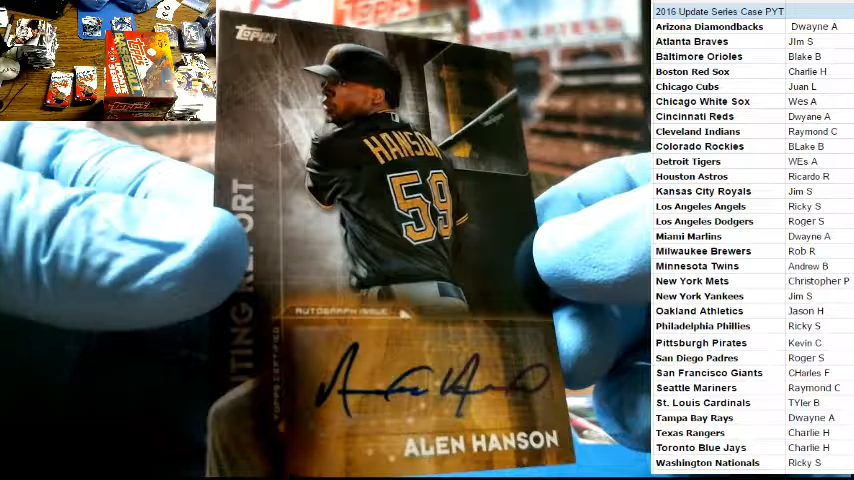 2016 Update Series Case PYT
Arizona Diamondbacks Dwayne A
Atlanta Braves JIm S
Baltimore Orioles Blake B
Boston Red Sox Charlie H
Chicago Cubs Juan L
Chicago White Sox Wes A
Cincinnati Reds Dwyane A
Cleveland Indians Raymond C
Colorado Rockies BLake B
Detroit Tigers WEs A
Houston Astros Ricardo R
Kansas City Royals Jim S
Los Angeles Angels Ricky S
Los Angeles Dodgers Roger S
Miami Marlins Dwayne A
Milwaukee Brewers Rob R
Minnesota Twins Andrew B
New York Mets Christopher P
New York Yankees Jim S
Oakland Athletics Jason H
Philadelphia Phillies Ricky S
Pittsburgh Pirates Kevin C
San Diego Padres Roger S
San Francisco Giants CHarles F
Seattle Mariners Raymond C
St. Louis Cardinals TYler B
Tampa Bay Rays Dwayne A
Texas Rangers Charlie H
Toronto Blue Jays Charlie H
Washington Nationals Ricky S
Topps
HANSON
59
AUTOGRAPH ISSUE
TOPPS CERTIFIED
ALEN HANSON
BASEBALL